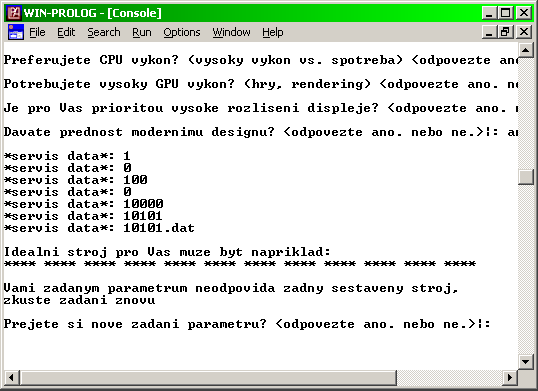 WIN-PROLOG - [Console]
File Edit Search Run Options Window Help
Preferujete CPU vykon? (vysoky vykon vs. spotreba) <odpovezte ano
Potrebujete vysoky GPU vykon? (hry, rendering) <odpovezte ano. ne
Je pro Vas prioritou vysoke rozliseni displeje? <odpovezte ano. n
Davate prednost modernimu designu? <odpovezte ano. nebo ne.>|: an
*servis data*: 1
*servis data*: 0
*servis data*: 100
*servis data*: 0
*servis data*: 10000
*servis data*: 10101
*servis data*: 10101.dat
Idealni stroj pro Vas muze byt napriklad:
**** **** **** **** **** **** **** **** **** **** **** ****
Vami zadanym parametrum neodpovida zadny sestaveny stroj,
zkuste zadani znovu
Prejete si nove zadani parametru? <odpovezte ano. nebo ne.>|: